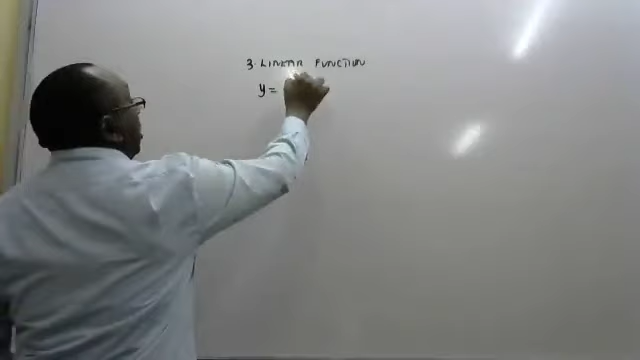 3. LINEAR FUNCTION
y =